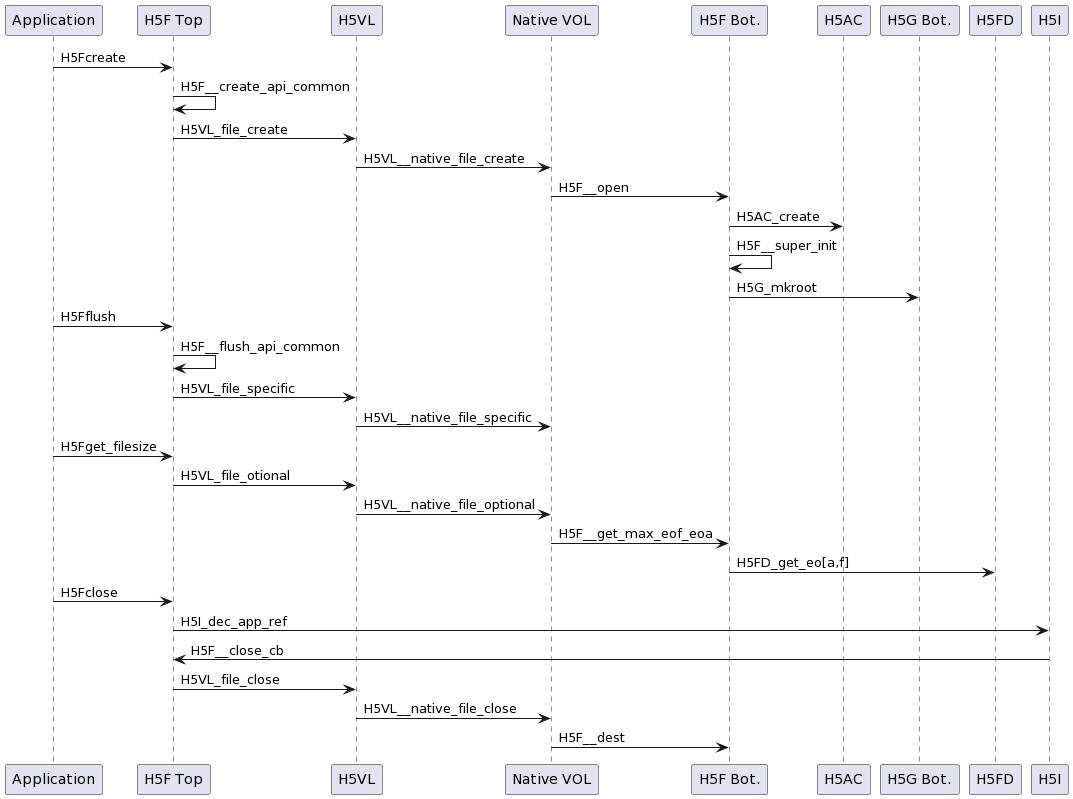 Application H5F Top H5VL Native VOL H5F Bot. H5AC H5G Bot. H5FD H5I
H5Fcreate
H5F__create_api_common
H5VL_file_create
H5VL__native_file_create
H5F__open
H5AC_create
H5F__super_init
H5G_mkroot
H5Fflush
H5F__flush_api_common
H5VL_file_specific
H5VL__native_file_specific
H5Fget_filesize
H5VL_file_otional
H5VL__native_file_optional
H5F__get_max_eof_eoa
H5FD_get_eo[a,f]
H5Fclose
H5I_dec_app_ref
H5F__close_cb
H5VL_file_close
H5VL__native_file_close
H5F__dest
Application H5F Top H5VL Native VOL H5F Bot. H5AC H5G Bot. H5FD H5I